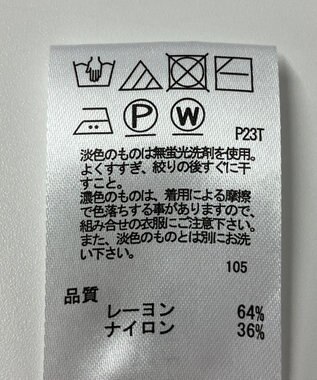 P W P23T
淡色のものは無蛍光洗剤を使用。
よくすすぎ、絞りの後すぐに干
すこと。
濃色のものは、着用による摩擦
で色落ちする事がありますので、
組み合せの衣服にご注意下さい。
また、淡色のものとは別にお洗
い下さい。
105
品質
レーヨン 64%
ナイロン 36%